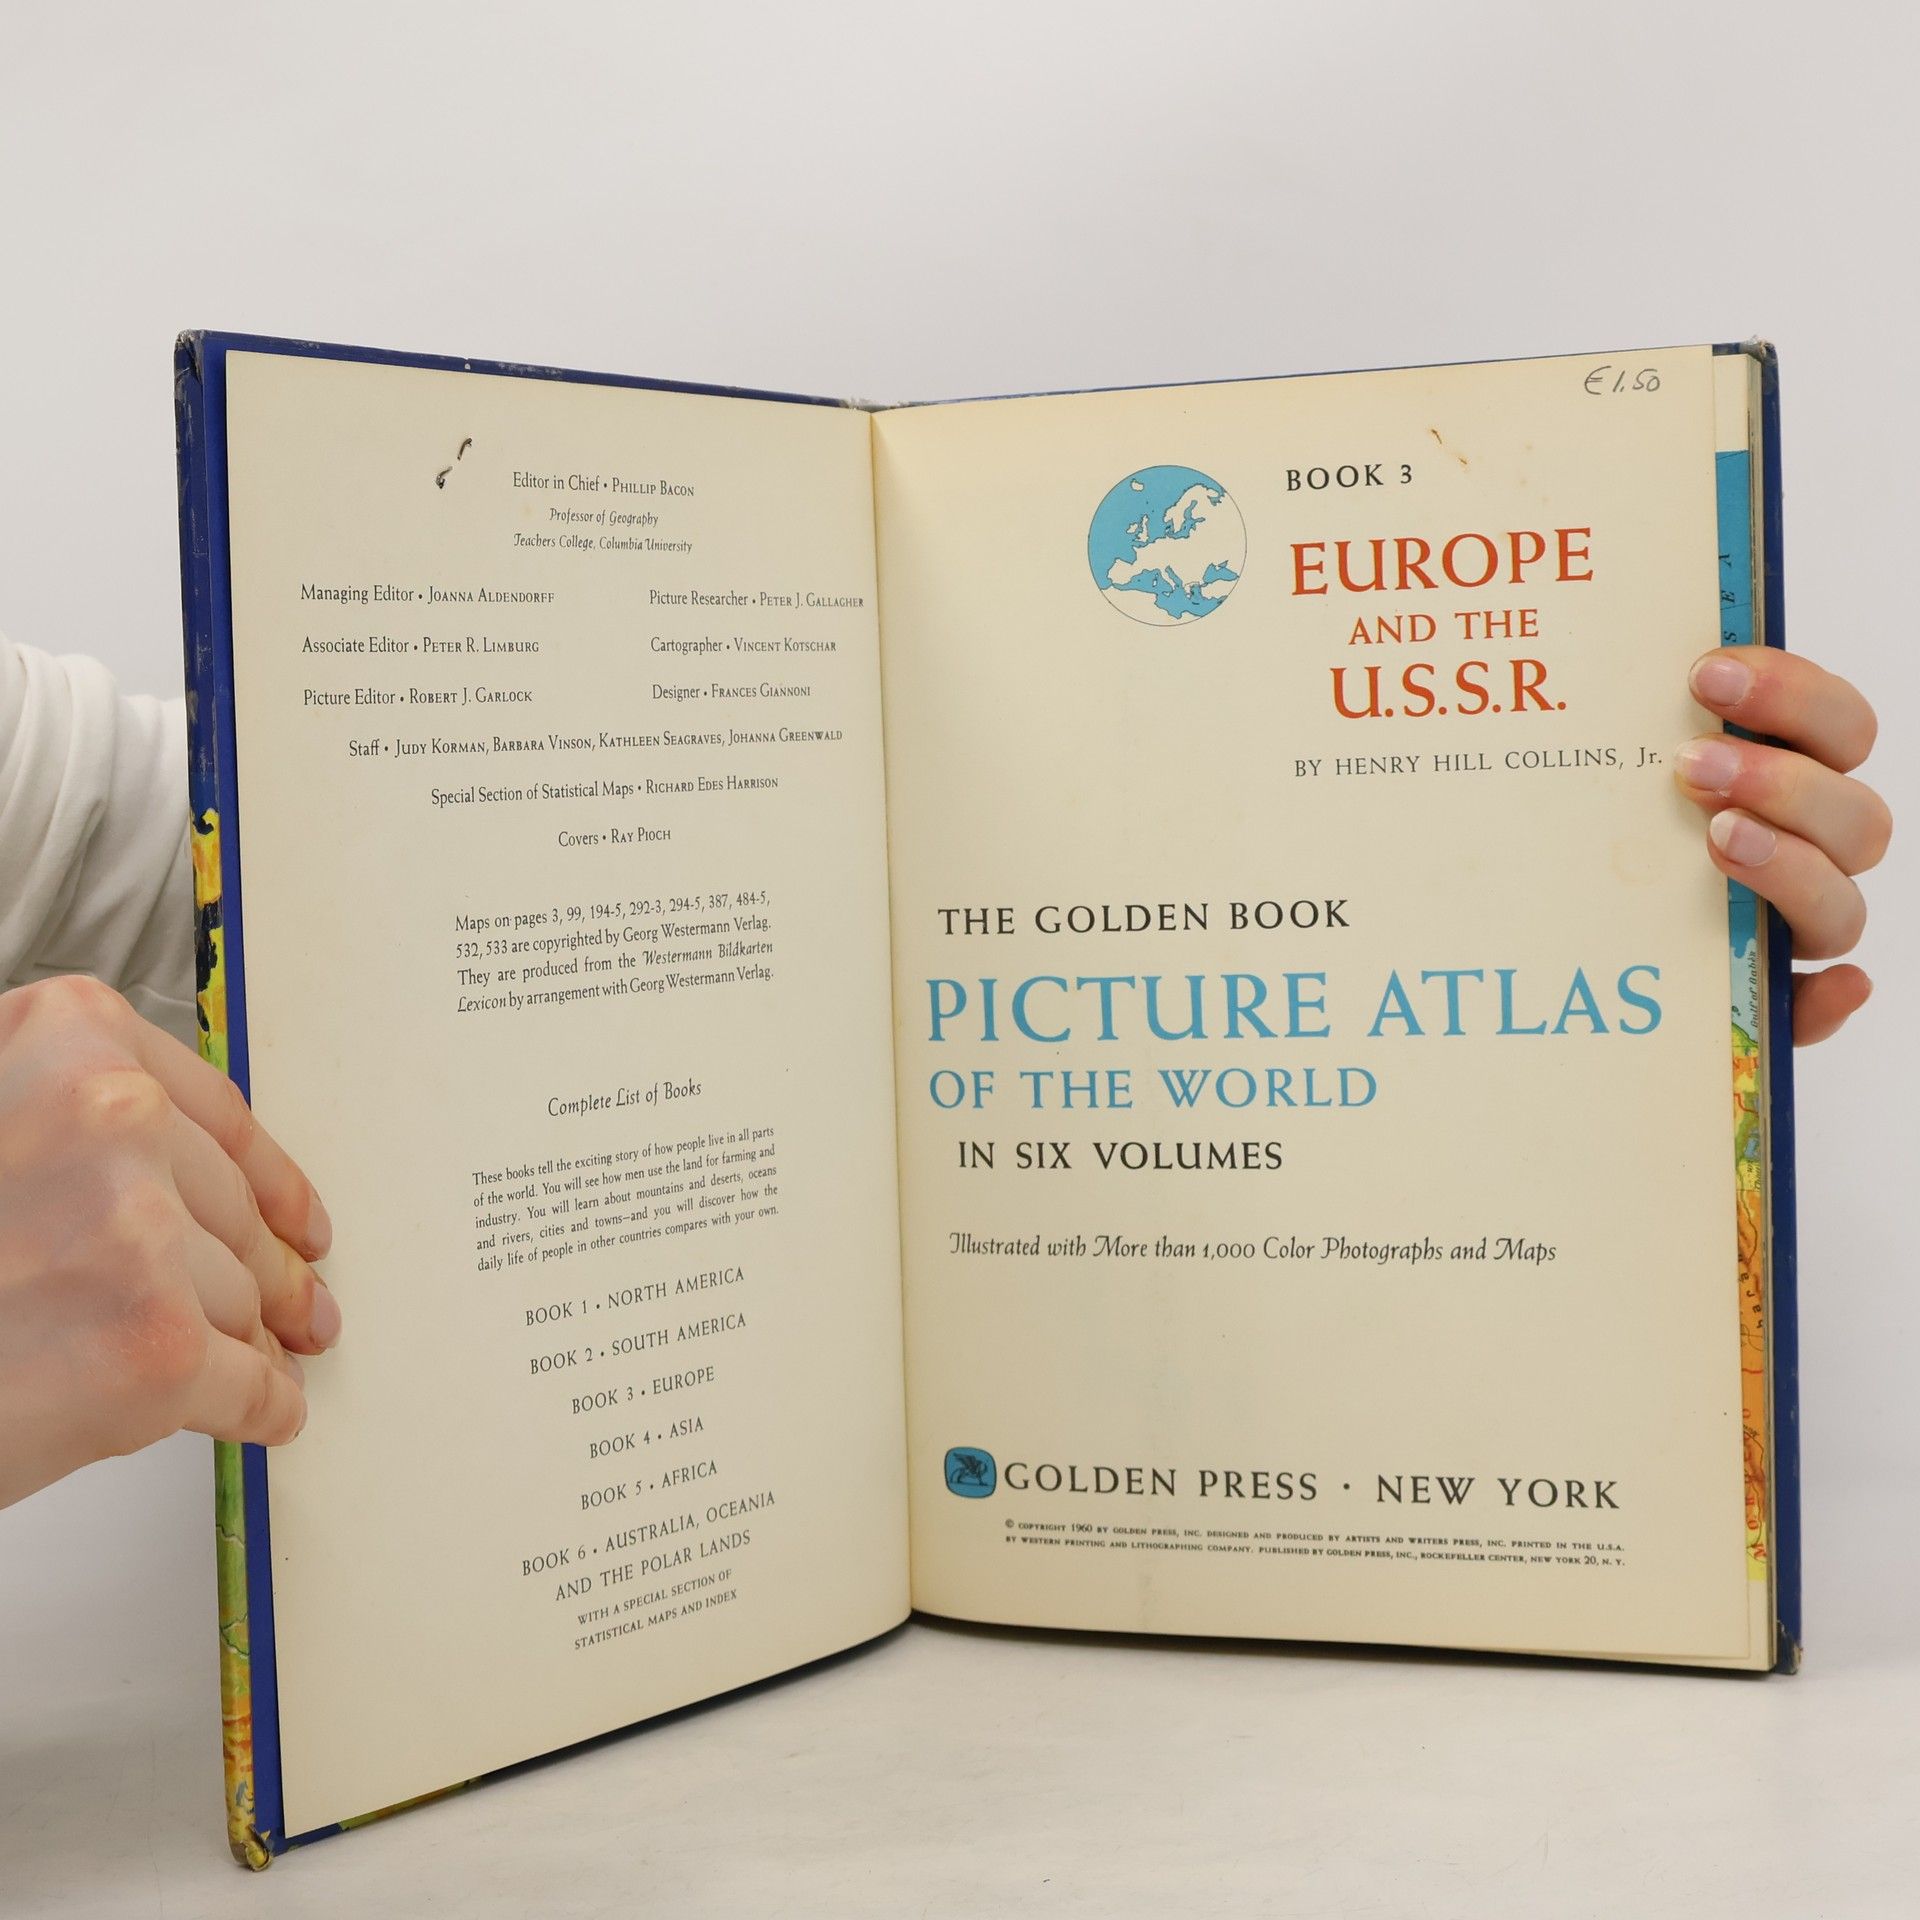 Editor in Chief • PHILLIP BACON
Professor of Geography
Teachers College, Columbia University
Managing Editor • JOANNA ALDENDORFF
Picture Researcher • PETER J. GALLAGHER
Associate Editor • PETER R. LIMBURG
Cartographer • VINCENT KOTSCHAR
Picture Editor • ROBERT J. GARLOCK
Designer • FRANCES GIANNONI
Staff • JUDY KORMAN, BARBARA VINSON, KATHLEEN SEAGRAVES, JOHANNA GREENWALD
Special Section of Statistical Maps • RICHARD EDES HARRISON
Covers • RAY PIOCH
Maps on pages 3, 99, 194-5, 292-3, 294-5, 387, 484-5,
532, 533 are copyrighted by Georg Westermann Verlag.
They are produced from the Westermann Bildkarten
Lexicon by arrangement with Georg Westermann Verlag.
Complete List of Books
These books tell the exciting story of how people live in all parts
of the world. You will see how men use the land for farming and
industry. You will learn about mountains and deserts, oceans
and rivers, cities and towns—and you will discover how the
daily life of people in other countries compares with your own.
BOOK 1 • NORTH AMERICA
BOOK 2 • SOUTH AMERICA
BOOK 3 • EUROPE
BOOK 4 • ASIA
BOOK 5 • AFRICA
BOOK 6 • AUSTRALIA, OCEANIA
AND THE POLAR LANDS
WITH A SPECIAL SECTION OF
STATISTICAL MAPS AND INDEX
€1.50
BOOK 3
EUROPE
AND THE
U.S.S.R.
BY HENRY HILL COLLINS, Jr.
THE GOLDEN BOOK
PICTURE ATLAS
OF THE WORLD
IN SIX VOLUMES
Illustrated with More than 1,000 Color Photographs and Maps
GOLDEN PRESS • NEW YORK
© COPYRIGHT 1960 BY GOLDEN PRESS, INC. DESIGNED AND PRODUCED BY ARTISTS AND WRITERS PRESS, INC. PRINTED IN THE U.S.A.
BY WESTERN PRINTING AND LITHOGRAPHING COMPANY. PUBLISHED BY GOLDEN PRESS, INC., ROCKEFELLER CENTER, NEW YORK 20, N. Y.
SEA
Gulf of Gabès